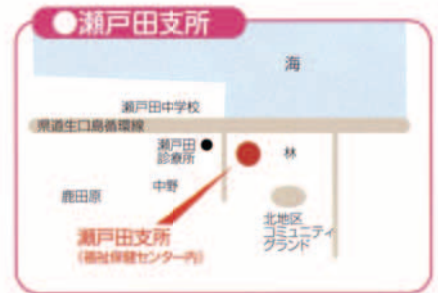 ●瀬戸田支所
海
瀬戸田中学校
県道生口島循環線
瀬戸田
診療所
林
中野
鹿田原
北地区
コミュニティ
グランド
瀬戸田支所
(福祉保健センター内)